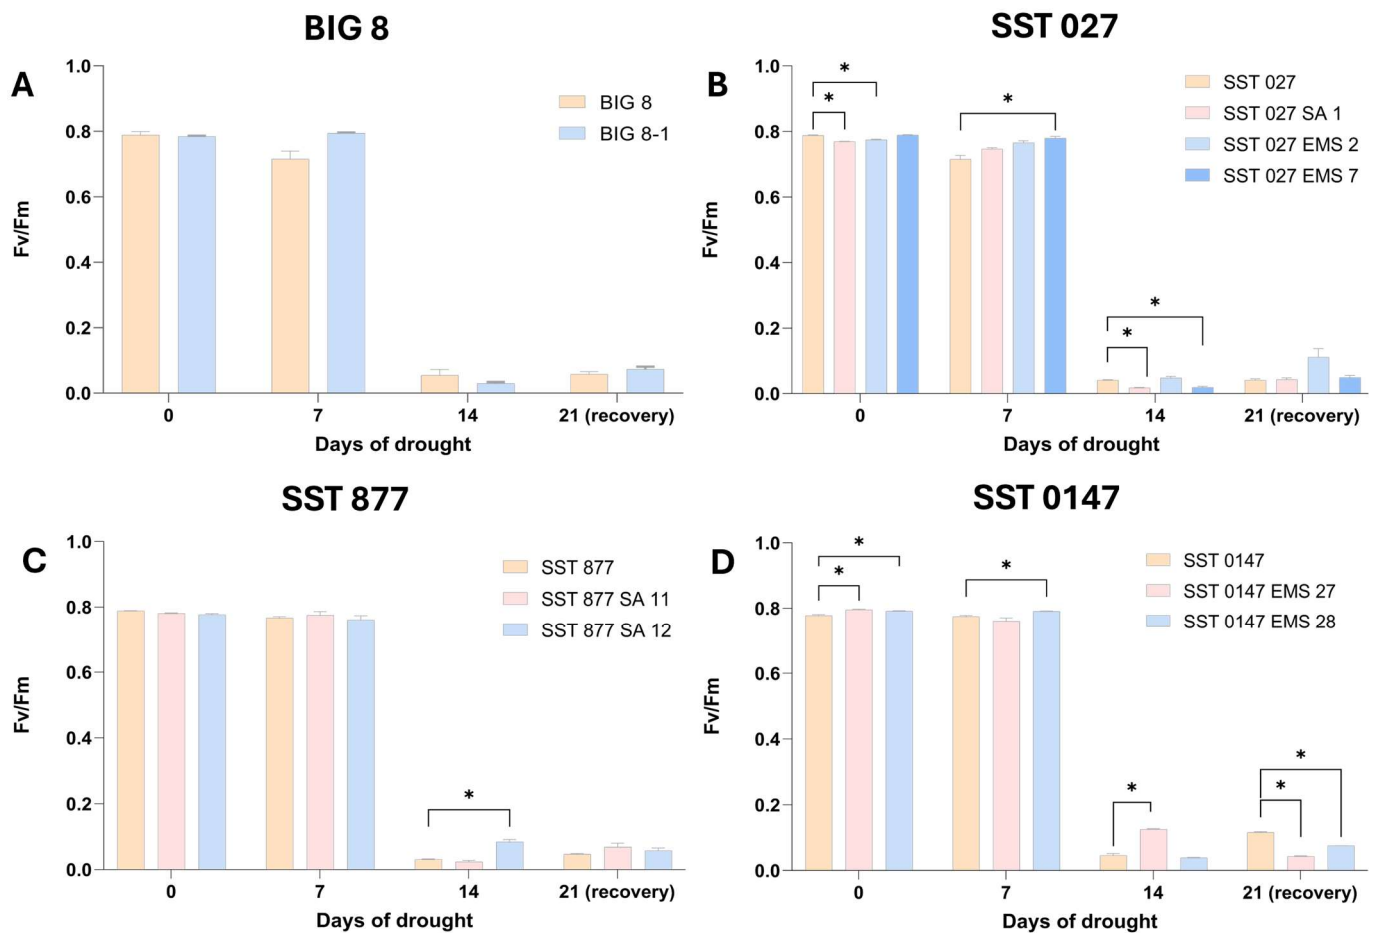 BIG 8
A
1.0
0.8
0.6
0.4
0.2
0.0
Fv/Fm
BIG 8
BIG 8-1
0 7 14 21 (recovery)
Days of drought
SST 027
B
1.0
0.8
0.6
0.4
0.2
0.0
Fv/Fm
* * * * *
SST 027
SST 027 SA 1
SST 027 EMS 2
SST 027 EMS 7
0 7 14 21 (recovery)
Days of drought
SST 877
C
1.0
0.8
0.6
0.4
0.2
0.0
Fv/Fm
*
SST 877
SST 877 SA 11
SST 877 SA 12
0 7 14 21 (recovery)
Days of drought
SST 0147
D
1.0
0.8
0.6
0.4
0.2
0.0
Fv/Fm
* * * * * *
SST 0147
SST 0147 EMS 27
SST 0147 EMS 28
0 7 14 21 (recovery)
Days of drought